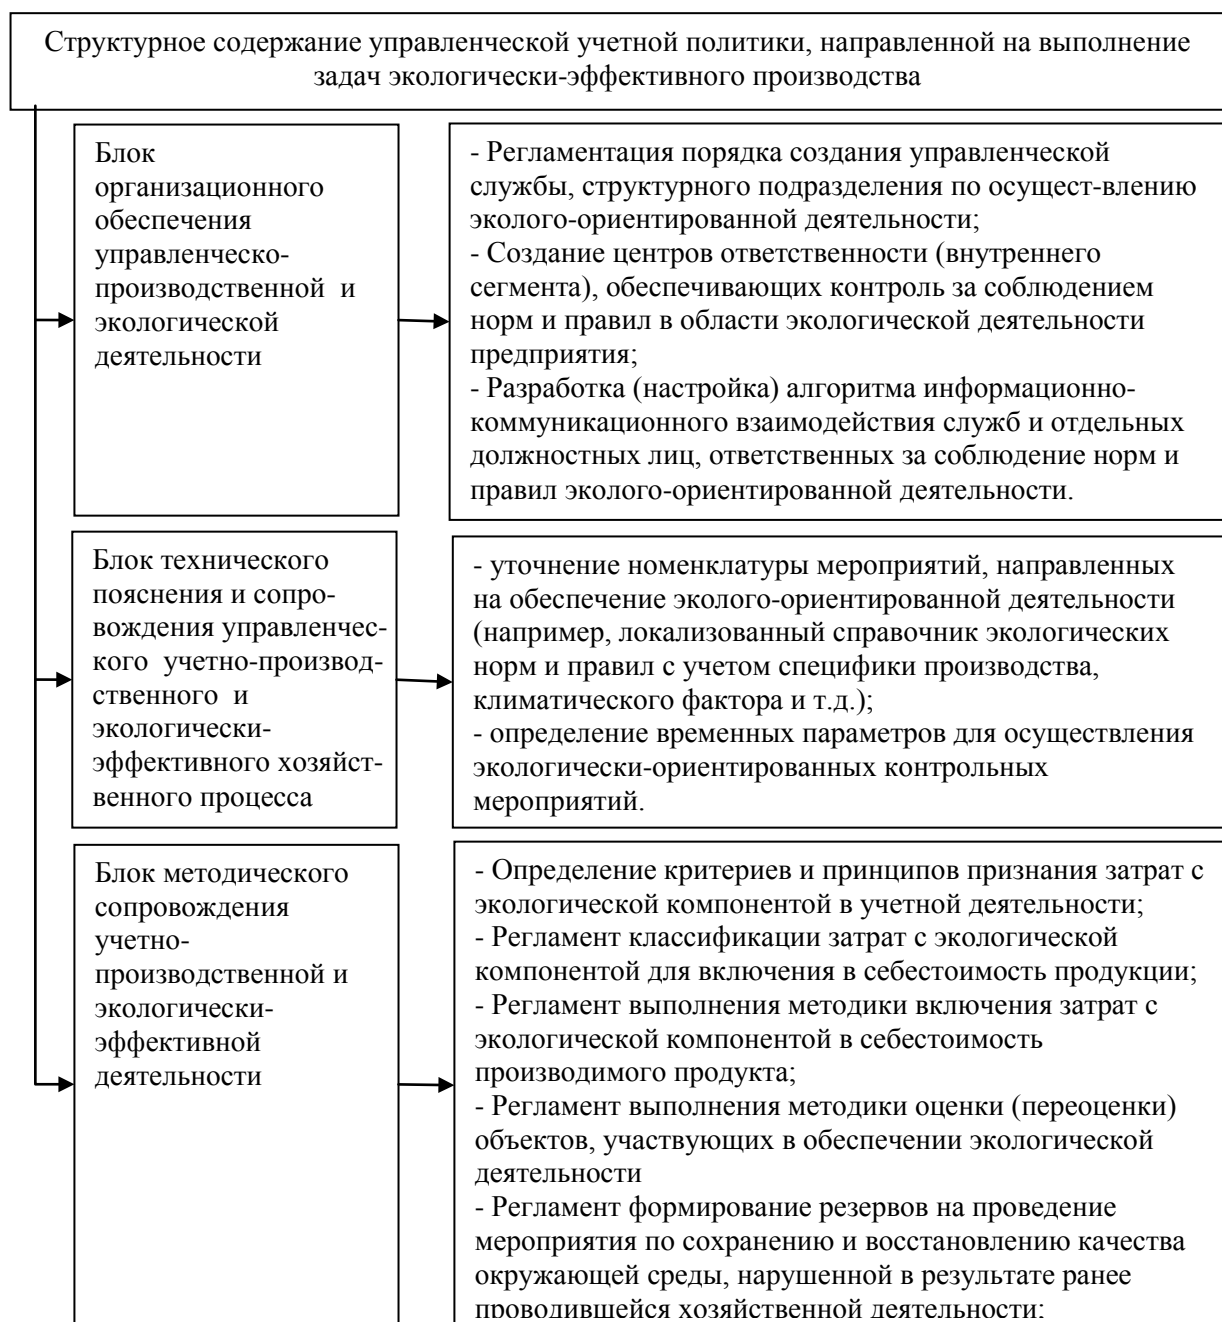 Структурное содержание управленческой учетной политики, направленной на выполнение
задач экологически-эффективного производства
Блок
организационного
обеспечения
управленческо-
производственной и
экологической
деятельности
- Регламентация порядка создания управленческой
службы, структурного подразделения по осущест-влению
эколого-ориентированной деятельности;
- Создание центров ответственности (внутреннего
сегмента), обеспечивающих контроль за соблюдением
норм и правил в области экологической деятельности
предприятия;
- Разработка (настройка) алгоритма информационно-
коммуникационного взаимодействия служб и отдельных
должностных лиц, ответственных за соблюдение норм и
правил эколого-ориентированной деятельности.
Блок технического
пояснения и сопро-
вождения управленчес-
кого учетно-производ-
ственного и
экологически-
эффективного хозяйст-
венного процесса
- уточнение номенклатуры мероприятий, направленных
на обеспечение эколого-ориентированной деятельности
(например, локализованный справочник экологических
норм и правил с учетом специфики производства,
климатического фактора и т.д.);
- определение временных параметров для осуществления
экологически-ориентированных контрольных
мероприятий.
Блок методического
сопровождения
учетно-
производственной и
экологически-
эффективной
деятельности
- Определение критериев и принципов признания затрат с
экологической компонентой в учетной деятельности;
- Регламент классификации затрат с экологической
компонентой для включения в себестоимость продукции;
- Регламент выполнения методики включения затрат с
экологической компонентой в себестоимость
производимого продукта;
- Регламент выполнения методики оценки (переоценки)
объектов, участвующих в обеспечении экологической
деятельности
- Регламент формирование резервов на проведение
мероприятия по сохранению и восстановлению качества
окружающей среды, нарушенной в результате ранее
проводившейся хозяйственной деятельности;